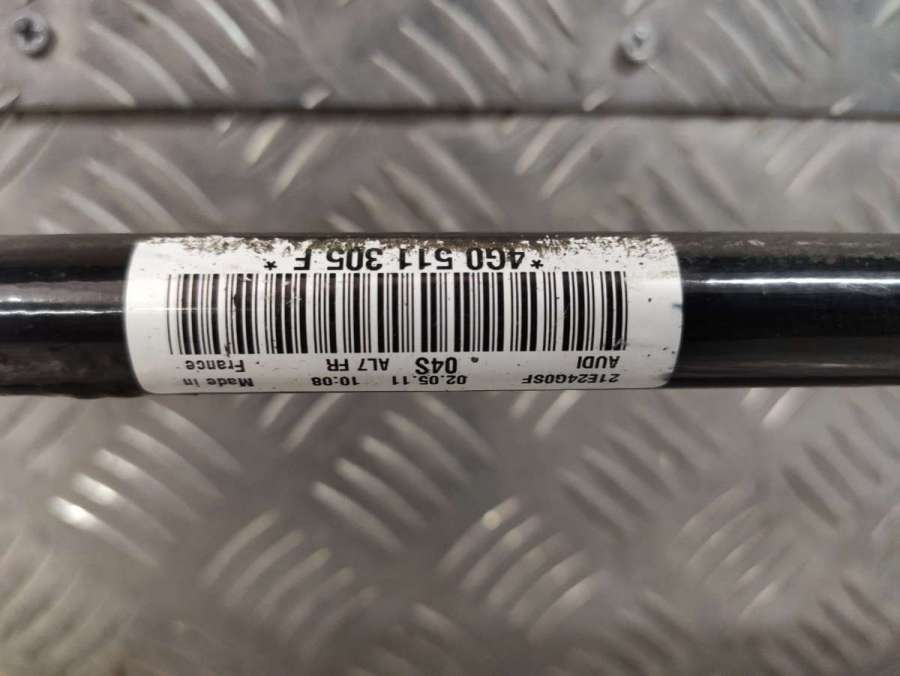 21E24G0SF 02.05.11 10:08 Made in
AUDI 04S AL7 FR France
*4G0 511 305 F *